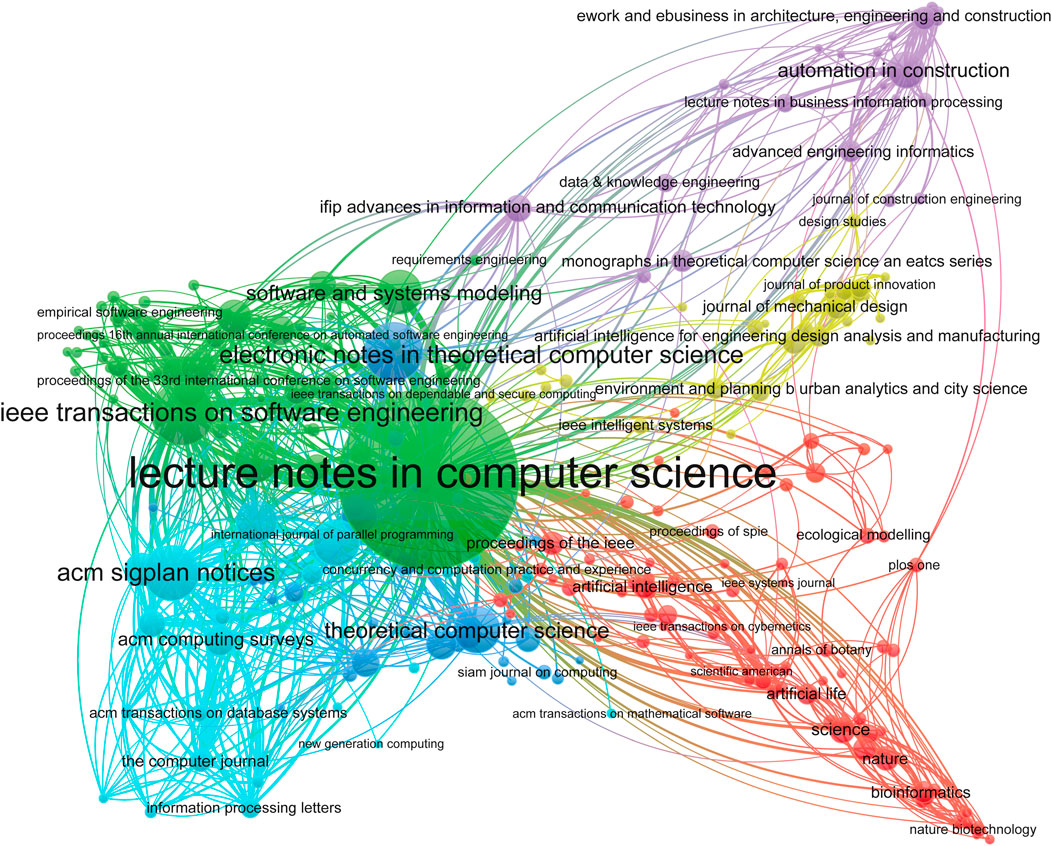 ework and ebusiness in architecture, engineering and construction
automation in construction
lecture notes in business information processing
advanced engineering informatics
data & knowledge engineering
journal of construction engineering
ifip advances in information and communication technology
design studies
requirements engineering
monographs in theoretical computer science an eatcs series
journal of product innovation
software and systems modeling
journal of mechanical design
empirical software engineering
proceedings 16th annual international conference on automated software engineering
artificial intelligence for engineering design analysis and manufacturing
electronic notes in theoretical computer science
proceedings of the 33rd international conference on software engineering
environment and planning b urban analytics and city science
ieee transactions on dependable and secure computing
ieee transactions on software engineering
ieee intelligent systems
lecture notes in computer science
international journal of parallel programming
proceedings of spie
ecological modelling
proceedings of the ieee
plos one
acm sigplan notices
concurrency and computation practice and experience
artificial intelligence
ieee systems journal
ieee transactions on cybernetics
theoretical computer science
acm computing surveys
annals of botany
siam journal on computing
scientific american
artificial life
acm transactions on database systems
acm transactions on mathematical software
science
new generation computing
the computer journal
nature
bioinformatics
information processing letters
nature biotechnology